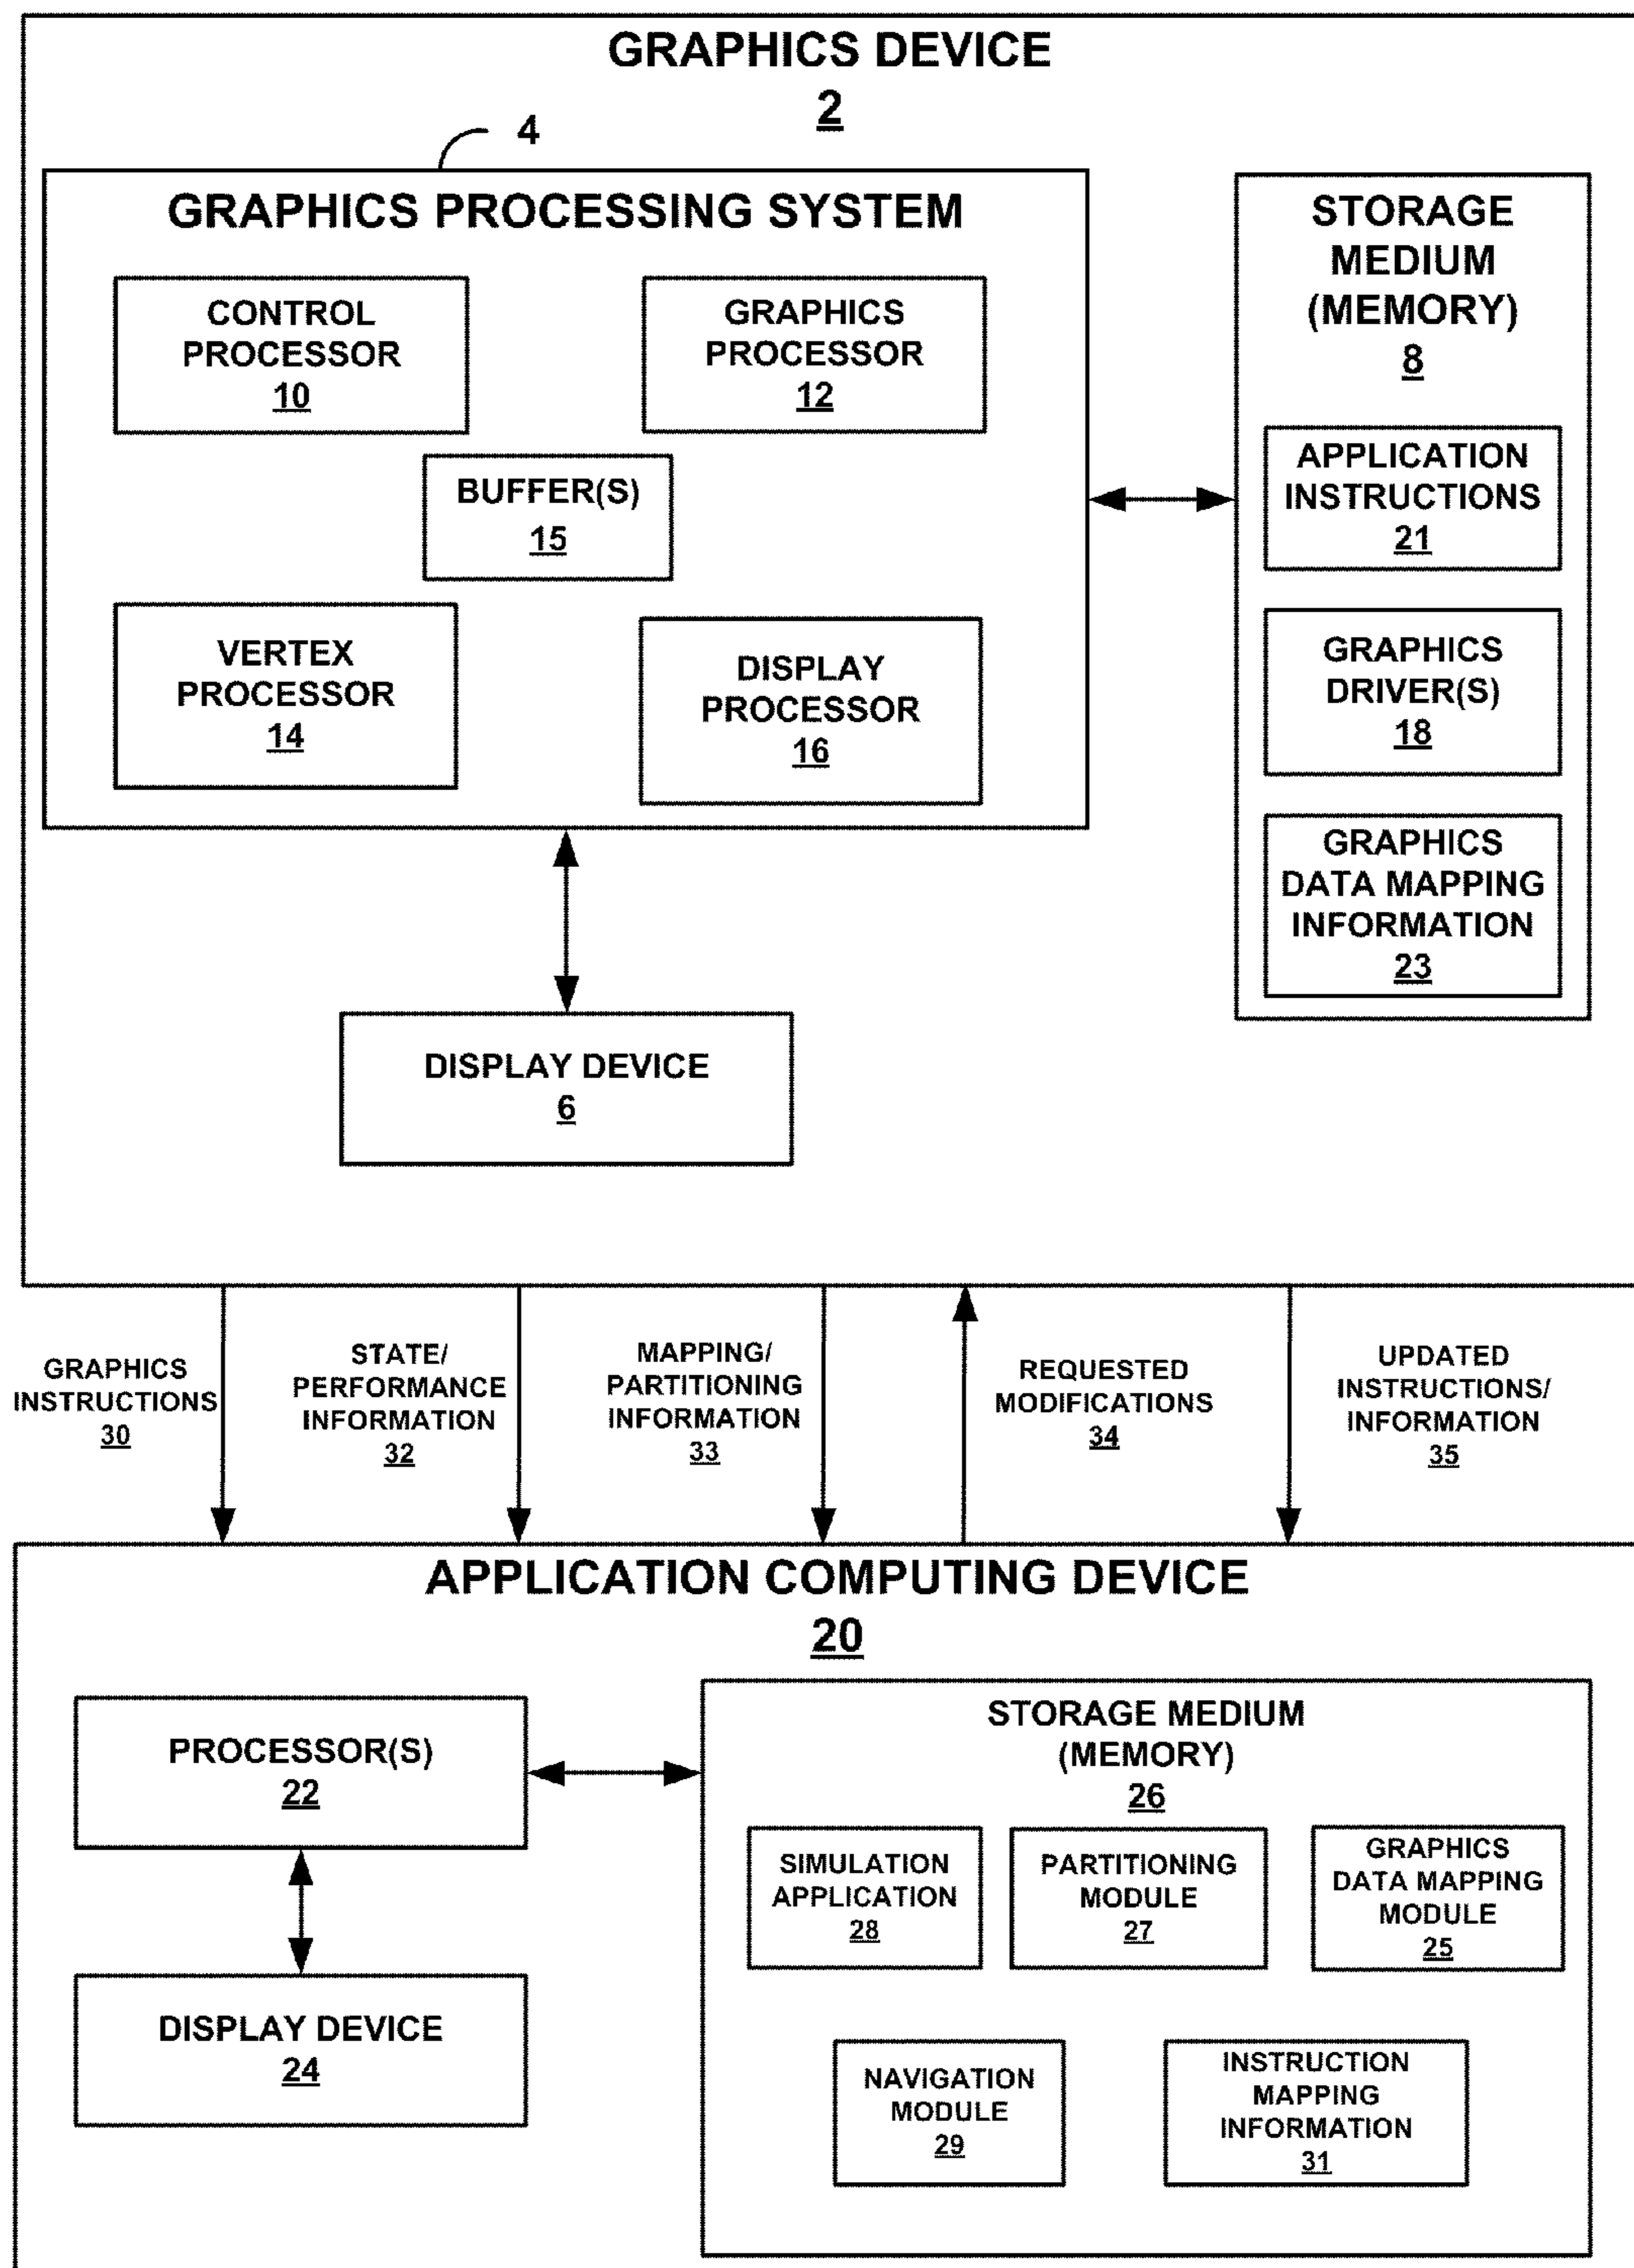 GRAPHICS DEVICE
2
4
GRAPHICS PROCESSING SYSTEM
CONTROL
PROCESSOR
10
GRAPHICS
PROCESSOR
12
BUFFER(S)
15
VERTEX
PROCESSOR
14
DISPLAY
PROCESSOR
16
STORAGE
MEDIUM
(MEMORY)
8
APPLICATION
INSTRUCTIONS
21
GRAPHICS
DRIVER(S)
18
GRAPHICS
DATA MAPPING
INFORMATION
23
DISPLAY DEVICE
6
GRAPHICS
INSTRUCTIONS
30
STATE/
PERFORMANCE
INFORMATION
32
MAPPING/
PARTITIONING
INFORMATION
33
REQUESTED
MODIFICATIONS
34
UPDATED
INSTRUCTIONS/
INFORMATION
35
APPLICATION COMPUTING DEVICE
20
PROCESSOR(S)
22
DISPLAY DEVICE
24
STORAGE MEDIUM
(MEMORY)
26
SIMULATION
APPLICATION
28
PARTITIONING
MODULE
27
GRAPHICS
DATA MAPPING
MODULE
25
NAVIGATION
MODULE
29
INSTRUCTION
MAPPING
INFORMATION
31